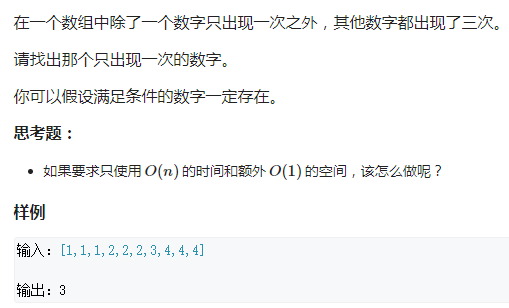 在一个数组中除了一个数字只出现一次之外，其他数字都出现了三次。
请找出那个只出现一次的数字。
你可以假设满足条件的数字一定存在。
思考题：
• 如果要求只使用 O(n) 的时间和额外 O(1) 的空间，该怎么做呢？
样例
输入：[1,1,1,2,2,2,3,4,4,4]
输出：3